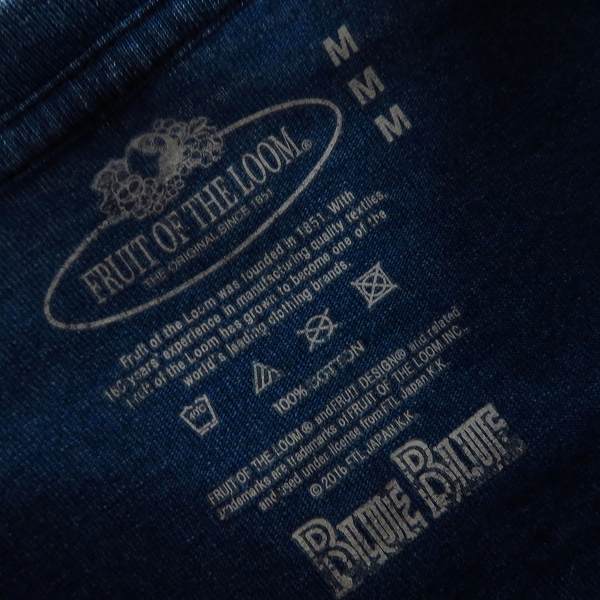 M M M
FRUIT OF THE LOOM®
THE ORIGINAL SINCE 1851
Fruit of the Loom was founded in 1851. With
160 years' experience in manufacturing quality textiles,
Fruit of the Loom has grown to become one of the
world's leading clothing brands.
100% COTTON
FRUIT OF THE LOOM® and FRUIT DESIGN® and related
trademarks are trademarks of FRUIT OF THE LOOM INC.,
and used under license from FTL Japan K.K
©2016 FTL JAPAN K.K
BLUE BLUE